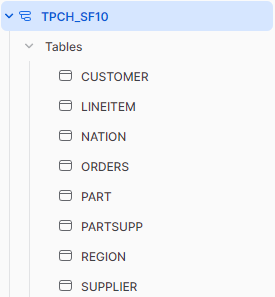 TPCH_SF10
Tables
CUSTOMER
LINEITEM
NATION
ORDERS
PART
PARTSUPP
REGION
SUPPLIER